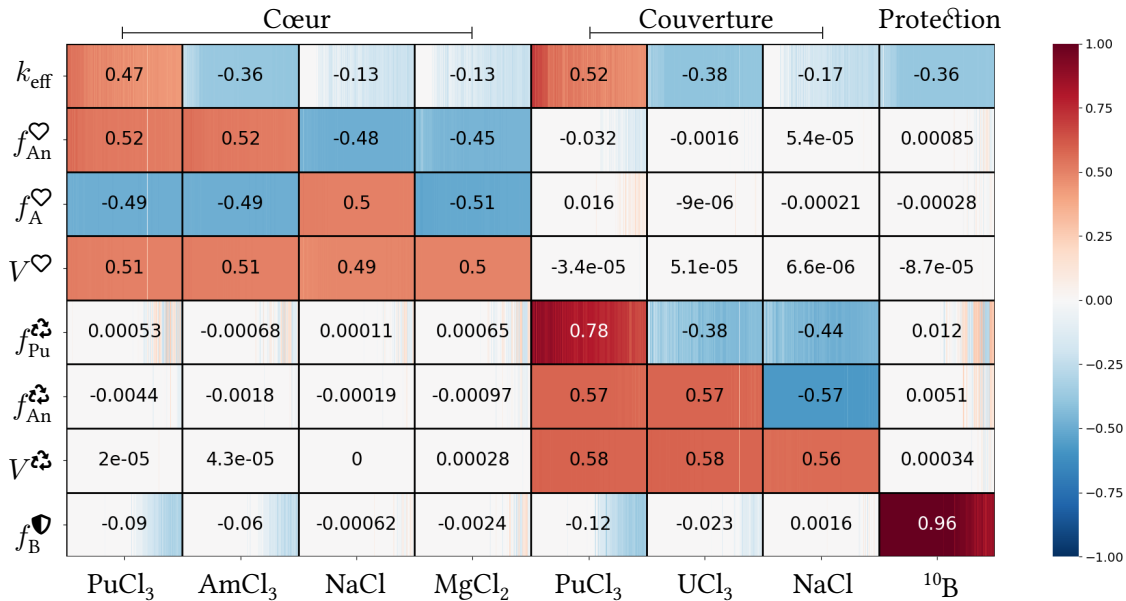 Cœur Couverture Protection
k_eff 0.47 -0.36 -0.13 -0.13 0.52 -0.38 -0.17 -0.36
f_An^♡ 0.52 0.52 -0.48 -0.45 -0.032 -0.0016 5.4e-05 0.00085
f_A^♡ -0.49 -0.49 0.5 -0.51 0.016 -9e-06 -0.00021 -0.00028
V^♡ 0.51 0.51 0.49 0.5 -3.4e-05 5.1e-05 6.6e-06 -8.7e-05
f_Pu^♻ 0.00053 -0.00068 0.00011 0.00065 0.78 -0.38 -0.44 0.012
f_An^♻ -0.0044 -0.0018 -0.00019 -0.00097 0.57 0.57 -0.57 0.0051
V^♻ 2e-05 4.3e-05 0 0.00028 0.58 0.58 0.56 0.00034
f_B^🛡 -0.09 -0.06 -0.00062 -0.0024 -0.12 -0.023 0.0016 0.96
PuCl₃ AmCl₃ NaCl MgCl₂ PuCl₃ UCl₃ NaCl ¹⁰B
1.00
0.75
0.50
0.25
0.00
−0.25
−0.50
−0.75
−1.00